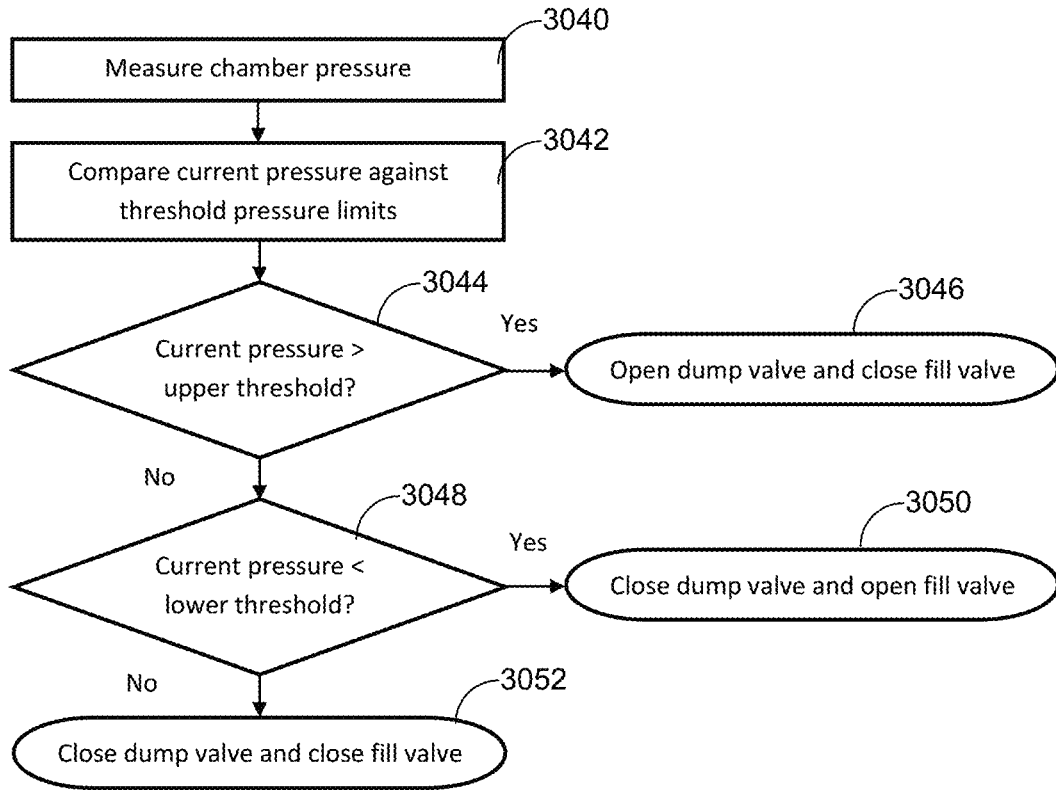 3040
Measure chamber pressure
3042
Compare current pressure against
threshold pressure limits
3044
Current pressure >
upper threshold?
Yes
3046
Open dump valve and close fill valve
No
3048
Current pressure <
lower threshold?
Yes
3050
Close dump valve and open fill valve
No
3052
Close dump valve and close fill valve